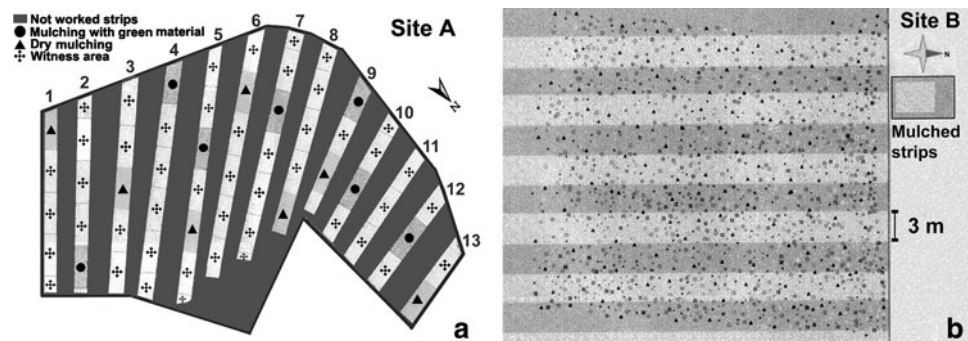 Not worked strips
Mulching with green material
Dry mulching
Witness area
Site A
1
2
3
4
5
6
7
8
9
10
11
12
13
N
a
Site B
N
Mulched
strips
3 m
b